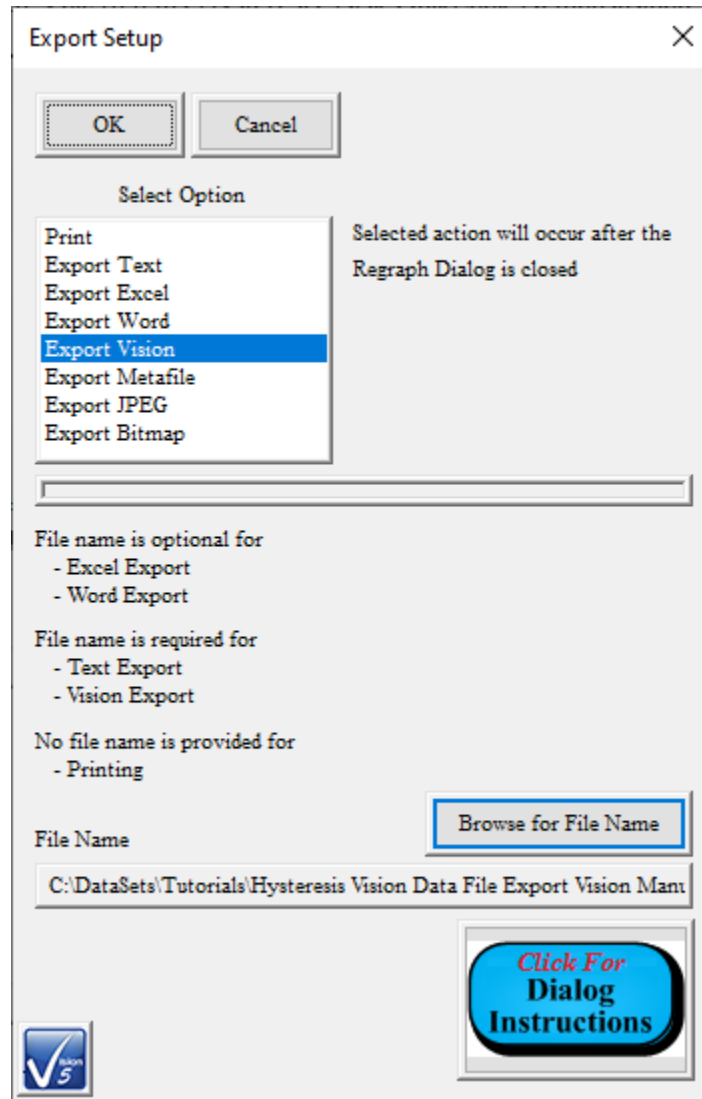 Export Setup
OK
Cancel
Select Option
Print
Export Text
Export Excel
Export Word
Export Vision
Export Metafile
Export JPEG
Export Bitmap
Selected action will occur after the
Regraph Dialog is closed
File name is optional for
- Excel Export
- Word Export
File name is required for
- Text Export
- Vision Export
No file name is provided for
- Printing
Browse for File Name
File Name
C:\DataSets\Tutorials\Hysteresis Vision Data File Export Vision Manu
Click For
Dialog
Instructions
Vision
5